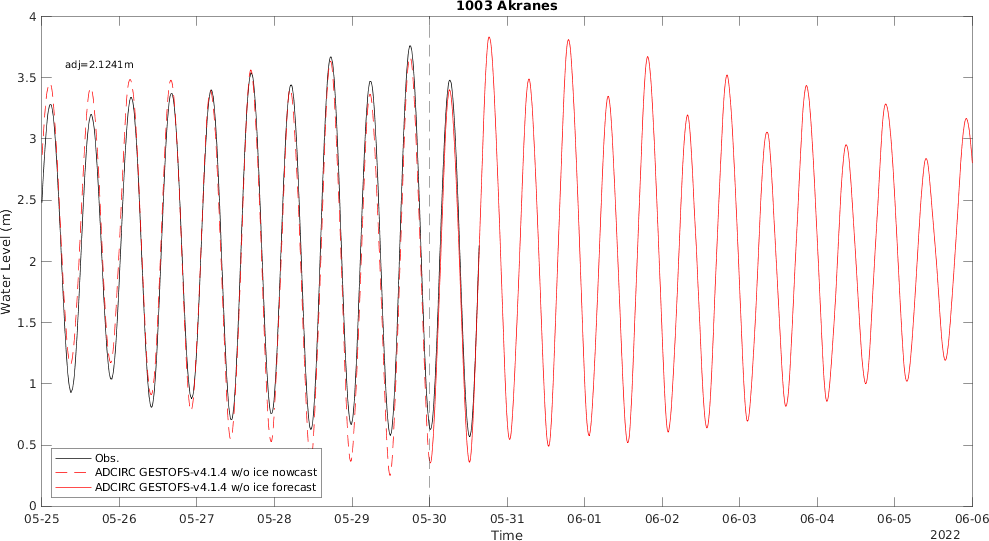 1003 Akranes
adj=2.1241m
4
3.5
3
2.5
2
1.5
1
0.5
0
Water Level (m)
Obs.
ADCIRC GESTOFS-v4.1.4 w/o ice nowcast
ADCIRC GESTOFS-v4.1.4 w/o ice forecast
05-25 05-26 05-27 05-28 05-29 05-30 05-31 06-01 06-02 06-03 06-04 06-05 06-06
Time
2022